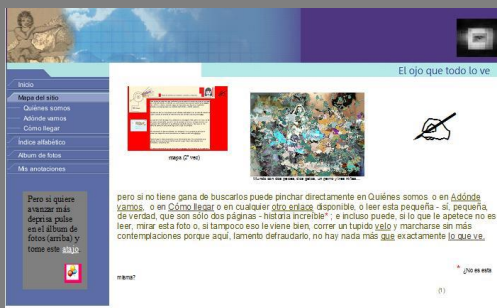 El ojo que todo lo ve
Inicio
Mapa del sitio
Quiénes somos
Adónde vamos
Cómo llegar
Índice alfabético
Album de fotos
Mis anotaciones
Pero si quiere
avanzar más
deprisa pulse
en el álbum de
fotos (arriba) y
tome este atajo
mapa (2ª vez)
pero si no tiene gana de buscarlos puede pinchar directamente en Quiénes somos o en Adónde
vamos, o en Cómo llegar o en cualquier otro enlace disponible, o leer esta pequeña - sí, pequeña,
de verdad, que son sólo dos páginas - historia increíble* ; e incluso puede, si lo que le apetece no es
leer, mirar esta foto o, si tampoco eso le viene bien, correr un tupido velo y marcharse sin más
contemplaciones porque aquí, lamento defraudarlo, no hay nada más que exactamente lo que ve.
* ¿No es esta
misma?
(1)